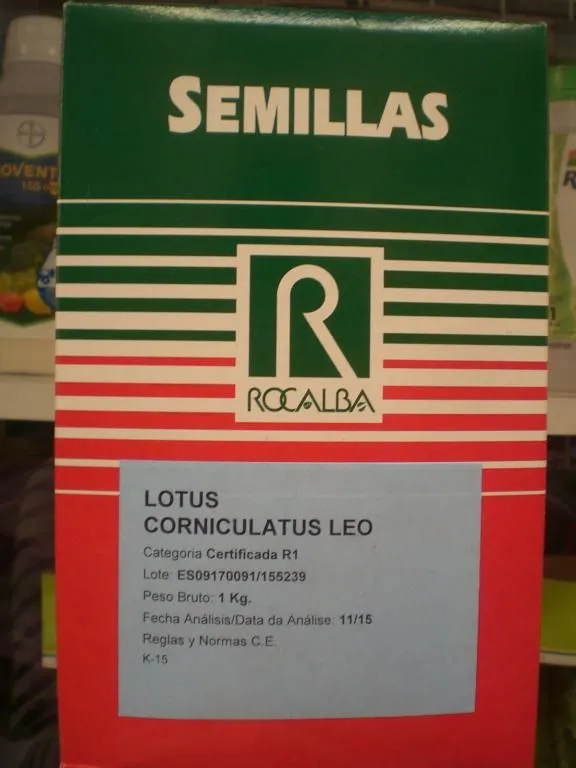 SEMILLAS
R
ROCALBA
LOTUS
CORNICULATUS LEO
Categoria Certificada R1
Lote: ES09170091/155239
Peso Bruto: 1 Kg.
Fecha Análisis/Data da Análise: 11/15
Reglas y Normas C.E.
K-15
BAYER